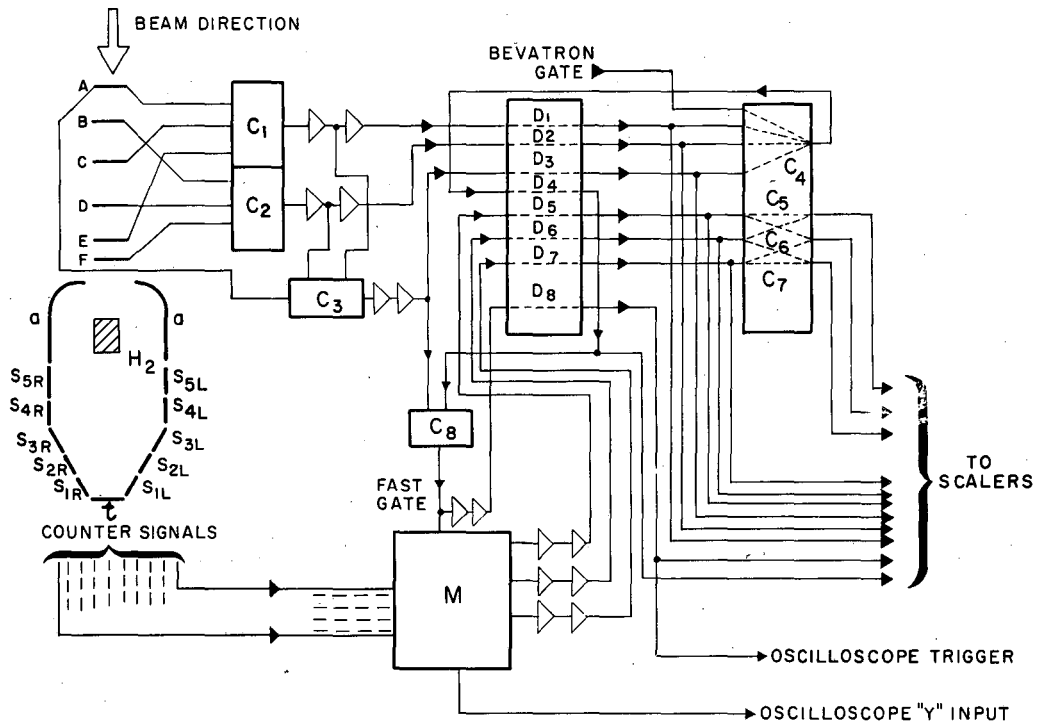 BEAM DIRECTION
BEVATRON
GATE
A
B
C
D
E
F
C1
C2
C3
D1
D2
D3
D4
D5
D6
D7
D8
C4
C5
C6
C7
a
a
H2
S5R
S5L
S4R
S4L
S3R
S3L
S2R
S2L
S1R
S1L
t
C8
FAST
GATE
TO
SCALERS
COUNTER SIGNALS
M
OSCILLOSCOPE TRIGGER
OSCILLOSCOPE "Y" INPUT